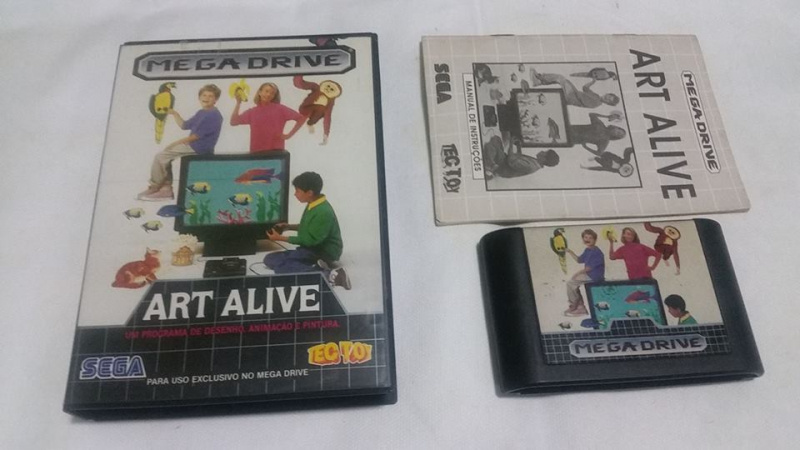 MEGA DRIVE
ART ALIVE
UM PROGRAMA DE DESENHO, ANIMAÇÃO E PINTURA.
SEGA
TEC TOY
PARA USO EXCLUSIVO NO MEGA DRIVE
MEGA DRIVE
ART ALIVE
MANUAL DE INSTRUÇÕES
SEGA
TEC TOY
MEGA DRIVE